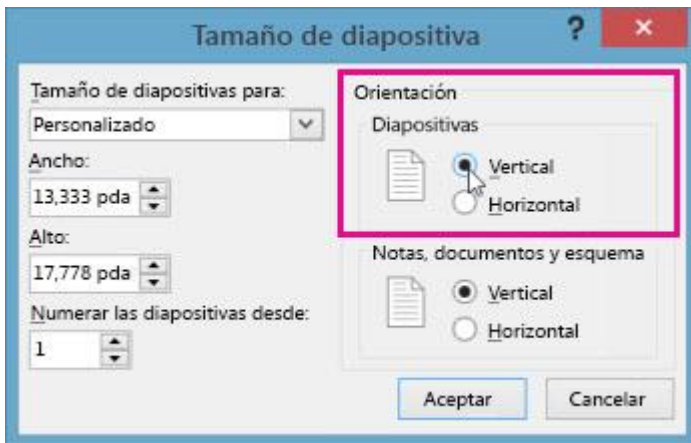 Tamaño de diapositiva
?
Tamaño de diapositivas para:
Personalizado
Ancho:
13,333 pda
Alto:
17,778 pda
Numerar las diapositivas desde:
1
Orientación
Diapositivas
Vertical
Horizontal
Notas, documentos y esquema
Vertical
Horizontal
Aceptar
Cancelar